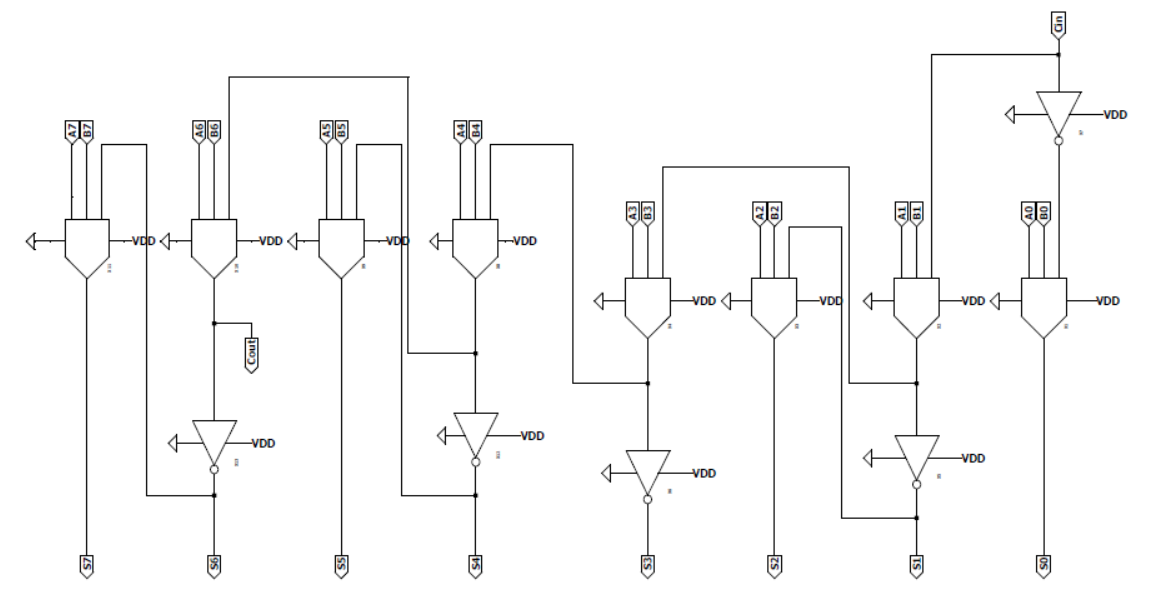 Cin
VDD
A7 B7 A6 B6 A5 B5 A4 B4
A3 B3 A2 B2 A1 B1 A0 B0
VDD VDD VDD VDD
VDD VDD VDD VDD
Cout
VDD VDD VDD VDD
S7 S6 S5 S4 S3 S2 S1 S0